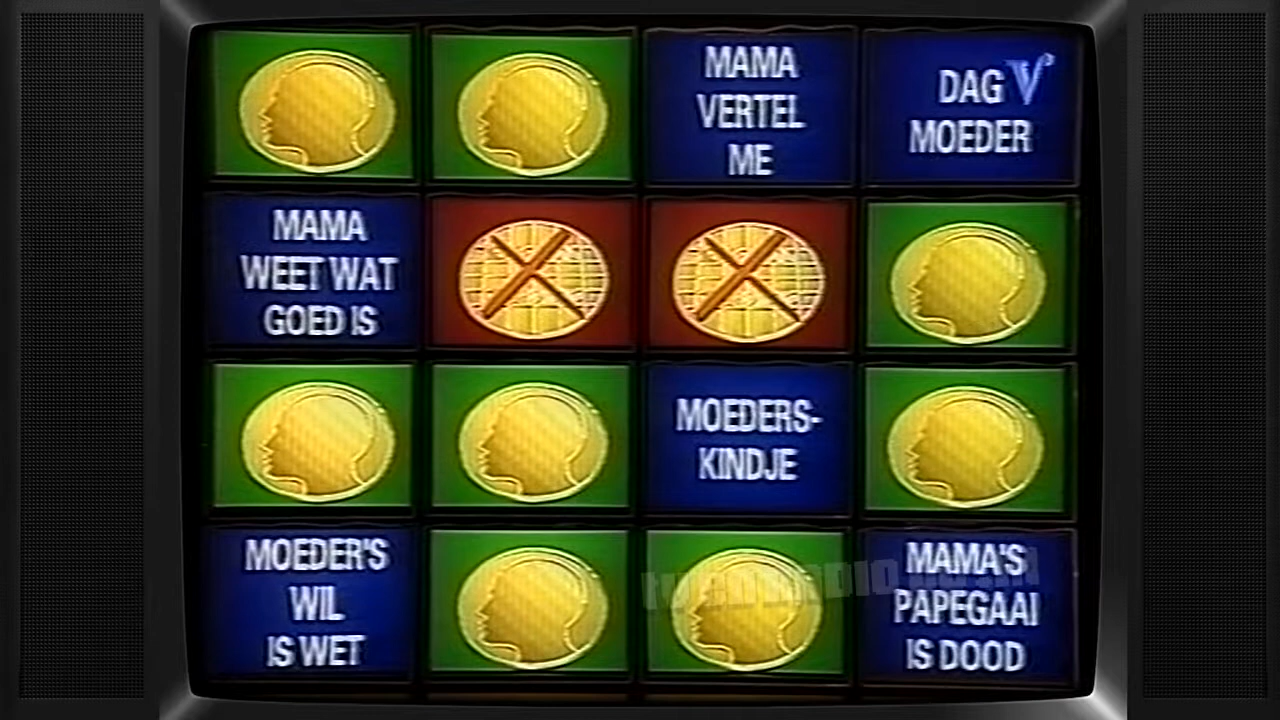 MAMA
VERTEL
ME
DAG
MOEDER
MAMA
WEET WAT
GOED IS
MOEDERS-
KINDJE
MOEDER'S
WIL
IS WET
MAMA'S
PAPEGAAI
IS DOOD